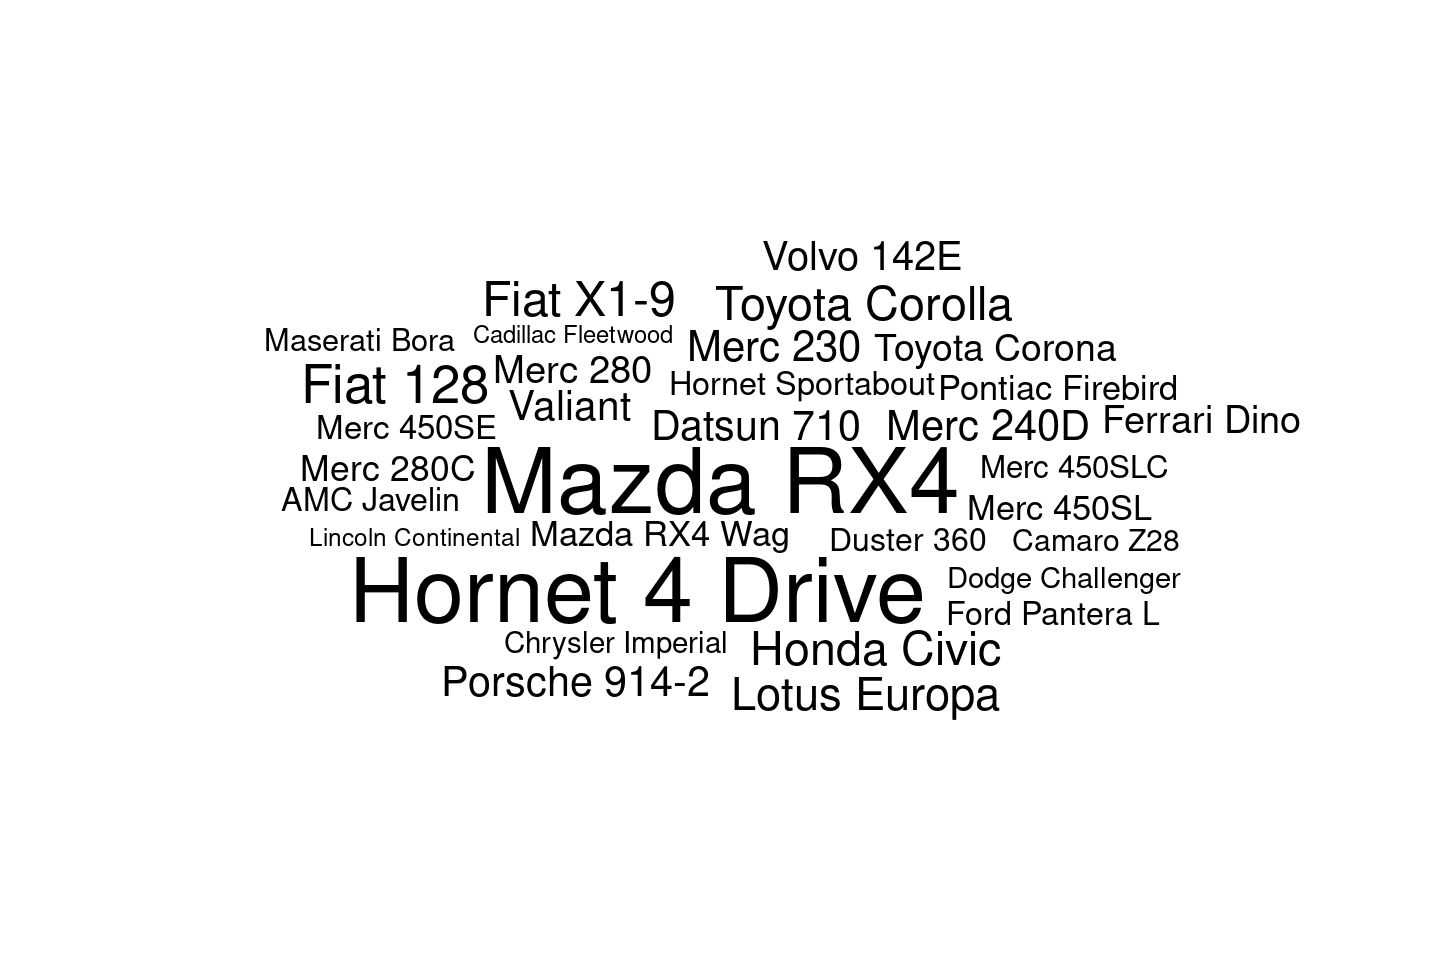 Volvo 142E
Fiat X1-9
Toyota Corolla
Maserati Bora
Cadillac Fleetwood
Merc 230
Toyota Corona
Fiat 128
Merc 280
Hornet Sportabout
Pontiac Firebird
Valiant
Merc 450SE
Datsun 710
Merc 240D
Ferrari Dino
Merc 280C
Mazda RX4
Merc 450SLC
AMC Javelin
Merc 450SL
Lincoln Continental
Mazda RX4 Wag
Duster 360
Camaro Z28
Hornet 4 Drive
Dodge Challenger
Ford Pantera L
Chrysler Imperial
Honda Civic
Porsche 914-2
Lotus Europa